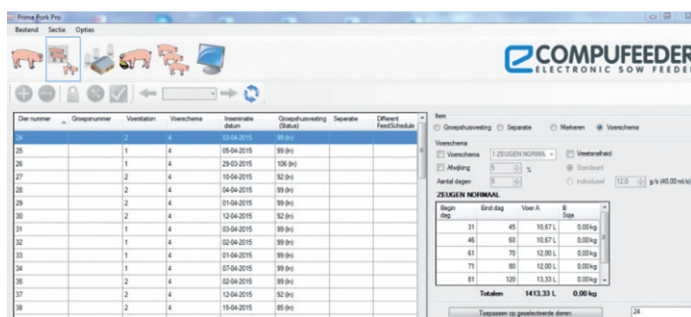 Prima Pork Pro
Bestand Sectie Opties
COMPUFEEDER
ELECTRONIC SOW FEEDER
Dier nummer Groepsnummer Voerstation Voerschema Inseminatie datum Groepshuisvesting (Status) Separatie Different FeedSchedule
24 2 4 03-04-2015 99 (In)
25 1 4 05-04-2015 99 (In)
26 1 4 29-03-2015 106 (In)
28 2 4 10-04-2015 92 (In)
28 2 4 04-04-2015 99 (In)
29 2 4 01-04-2015 99 (In)
30 2 4 12-04-2015 92 (In)
31 1 4 03-04-2015 99 (In)
32 1 4 02-04-2015 99 (In)
33 1 4 01-04-2015 99 (In)
34 1 4 07-04-2015 99 (In)
35 2 4 02-04-2015 99 (In)
37 2 4 12-04-2015 92 (In)
38 2 4 15-04-2015 85 (In)
Item
Groepshuisvesting Separatie Markeren Voerschema
Voerschema
Voerschema 1 ZEUGEN NORMA Vreetsnelheid
Afwijking 5 % Standaard
Aantal dagen 5 Individueel 12,0 g/s (40,00 ml/s)
ZEUGEN NORMAAL
Begin dag Eind dag Voer A B Soja
31 45 10,67 L 0,00 kg
46 60 10,67 L 0,00 kg
61 70 12,00 L 0,00 kg
71 80 12,00 L 0,00 kg
81 120 13,33 L 0,00 kg
Totalen 1413,33 L 0,00 kg
Toepassen op geselecteerde dieren 24